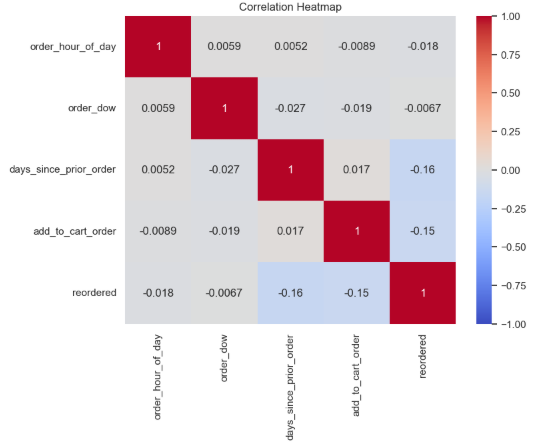 Correlation Heatmap
order_hour_of_day 1 0.0059 0.0052 -0.0089 -0.018
order_dow 0.0059 1 -0.027 -0.019 -0.0067
days_since_prior_order 0.0052 -0.027 1 0.017 -0.16
add_to_cart_order -0.0089 -0.019 0.017 1 -0.15
reordered -0.018 -0.0067 -0.16 -0.15 1
order_hour_of_day
order_dow
days_since_prior_order
add_to_cart_order
reordered
1.00
0.75
0.50
0.25
0.00
−0.25
−0.50
−0.75
−1.00